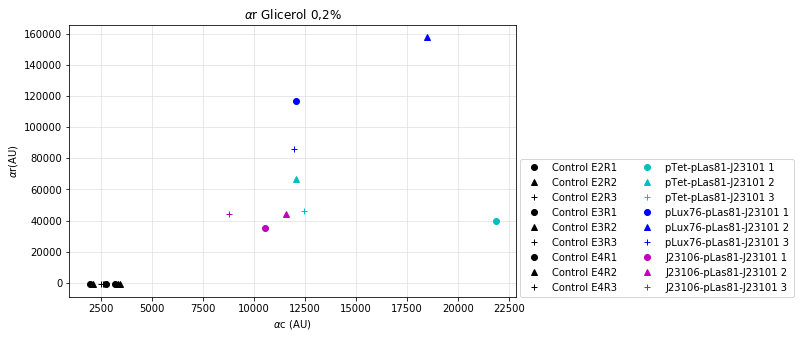 αr Glicerol 0,2%
160000
140000
120000
100000
80000
60000
40000
20000
0
αr(AU)
2500
5000
7500
10000
12500
15000
17500
20000
22500
αc (AU)
Control E2R1
Control E2R2
Control E2R3
Control E3R1
Control E3R2
Control E3R3
Control E4R1
Control E4R2
Control E4R3
pTet-pLas81-J23101 1
pTet-pLas81-J23101 2
pTet-pLas81-J23101 3
pLux76-pLas81-J23101 1
pLux76-pLas81-J23101 2
pLux76-pLas81-J23101 3
J23106-pLas81-J23101 1
J23106-pLas81-J23101 2
J23106-pLas81-J23101 3